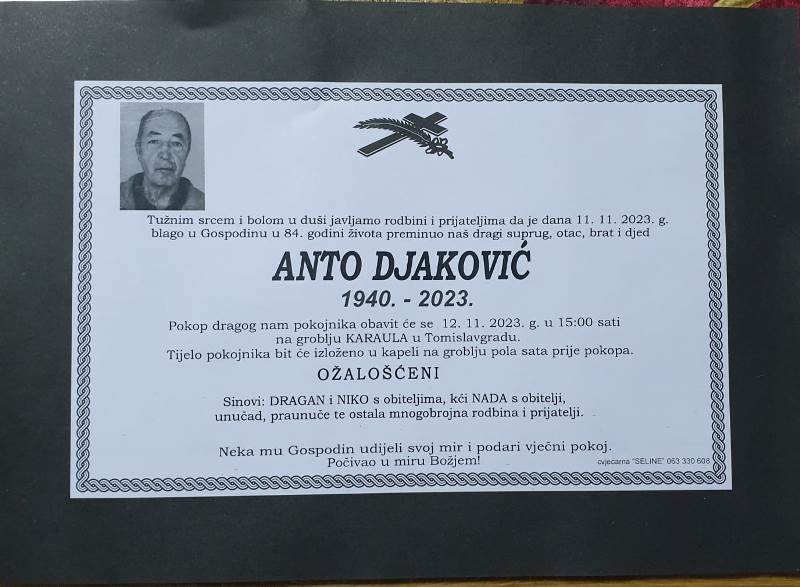 Tužnim srcem i bolom u duši javljamo rodbini i prijateljima da je dana 11. 11. 2023. g.
blago u Gospodinu u 84. godini života preminuo naš dragi suprug, otac, brat i djed
ANTO DJAKOVIĆ
1940. - 2023.
Pokop dragog nam pokojnika obavit će se 12. 11. 2023. g. u 15:00 sati
na groblju KARAULA u Tomislavgradu.
Tijelo pokojnika bit će izloženo u kapeli na groblju pola sata prije pokopa.
OŽALOŠĆENI
Sinovi: DRAGAN i NIKO s obiteljima, kći NADA s obitelji,
unučad, praunuče te ostala mnogobrojna rodbina i prijatelji.
Neka mu Gospodin udijeli svoj mir i podari vječni pokoj.
Počivao u miru Božjem!
cvjećarna "SELINE" 063 330 608